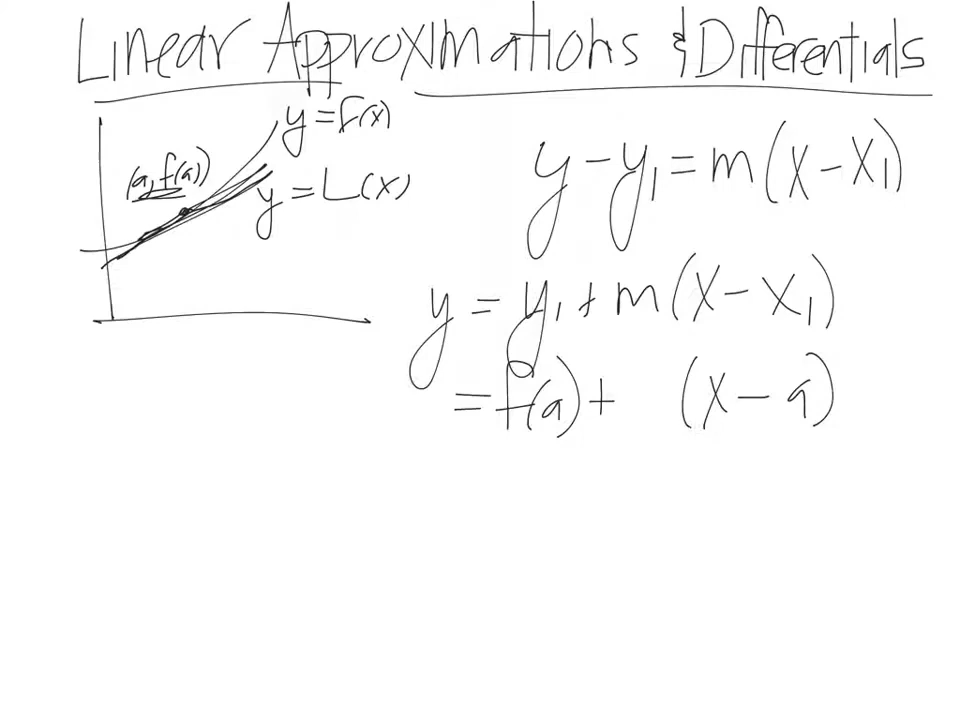 Linear Approximations & Differentials
y = f(x)
(a, f(a))
y = L(x)
y - y₁ = m(x - x₁)
y = y₁ + m(x - x₁)
= f(a) + (x - a)